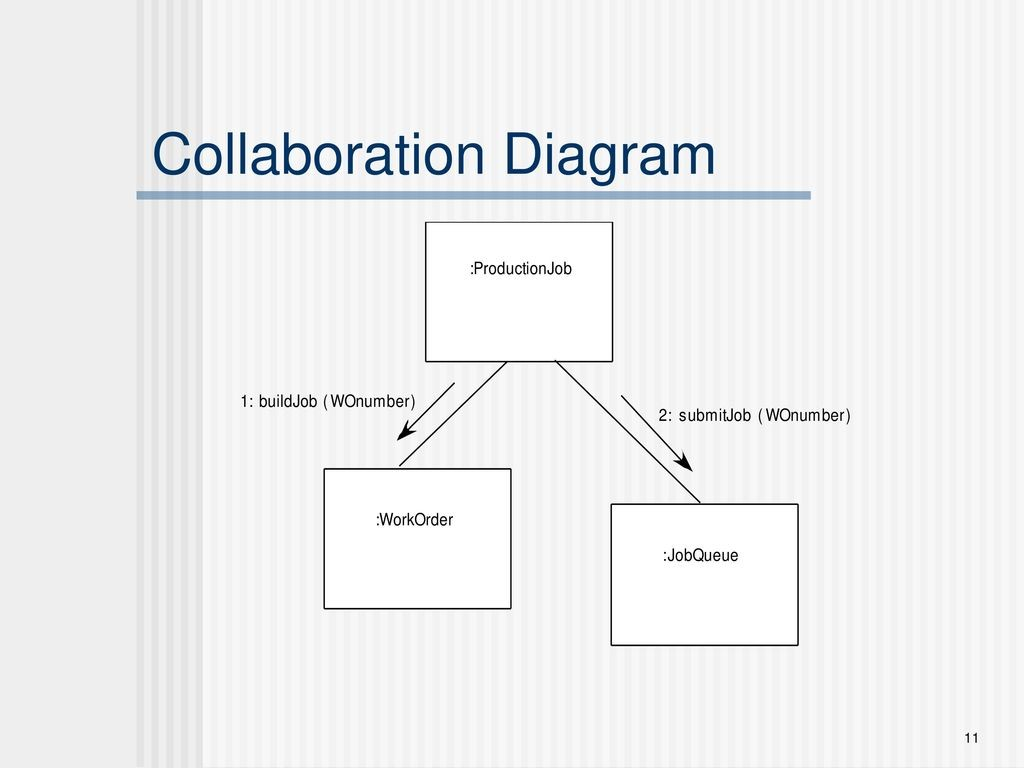 Collaboration Diagram
:ProductionJob
1: buildJob (WOnumber)
2: submitJob (WOnumber)
:WorkOrder
:JobQueue
11